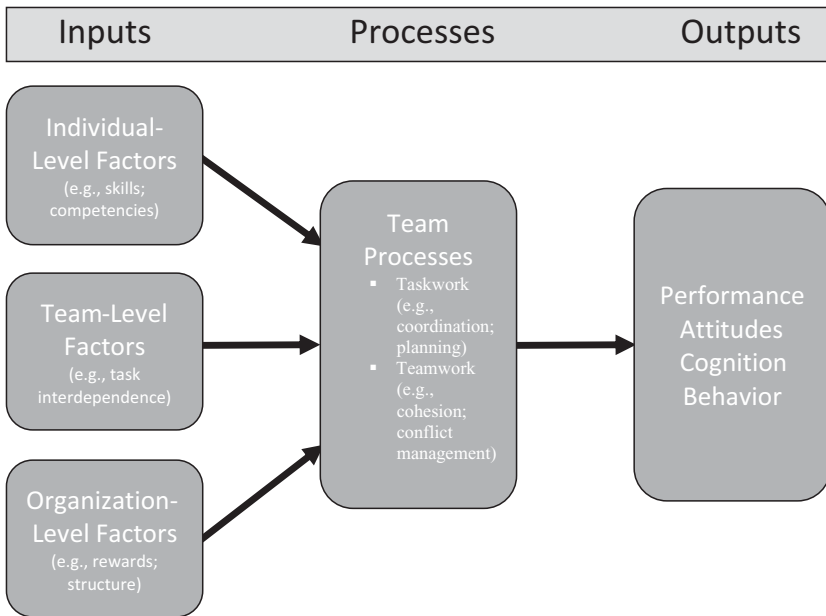 Inputs Processes Outputs
Individual-
Level Factors
(e.g., skills;
competencies)
Team-Level
Factors
(e.g., task
interdependence)
Organization-
Level Factors
(e.g., rewards;
structure)
Team
Processes
▪ Taskwork
(e.g.,
coordination;
planning)
▪ Teamwork
(e.g.,
cohesion;
conflict
management)
Performance
Attitudes
Cognition
Behavior